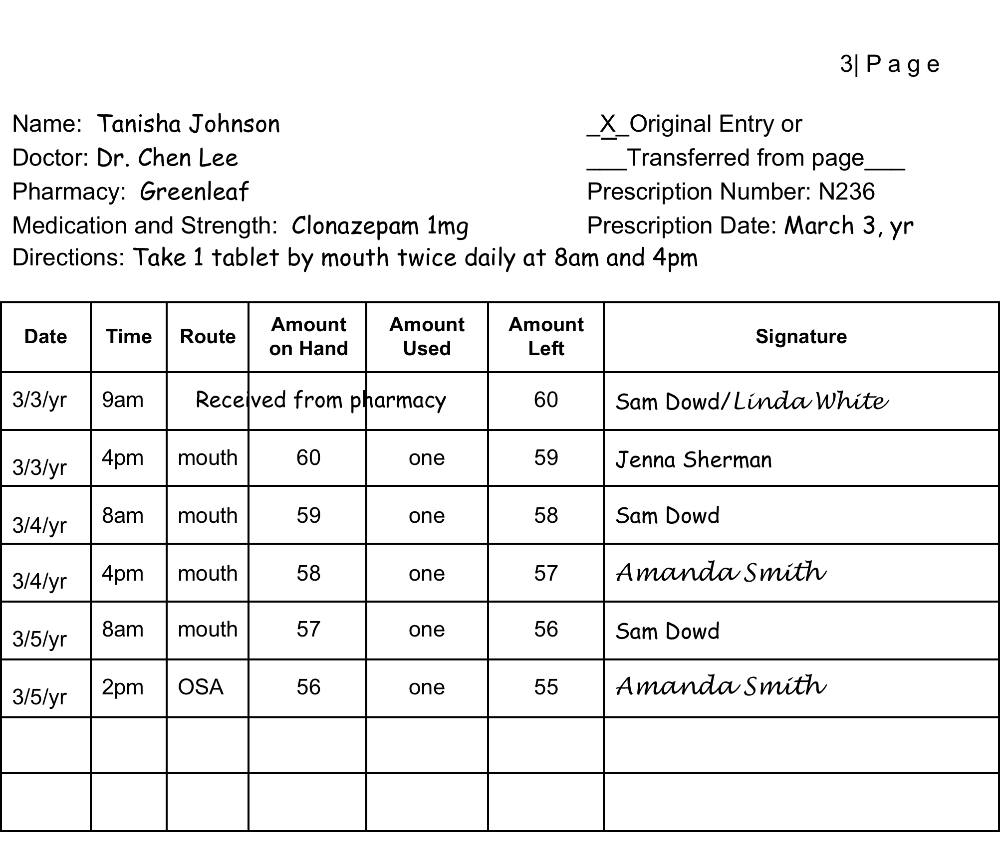 3| P a g e
Name: Tanisha Johnson _X_Original Entry or
Doctor: Dr. Chen Lee ___Transferred from page___
Pharmacy: Greenleaf Prescription Number: N236
Medication and Strength: Clonazepam 1mg Prescription Date: March 3, yr
Directions: Take 1 tablet by mouth twice daily at 8am and 4pm
Date Time Route Amount on Hand Amount Used Amount Left Signature
3/3/yr 9am Received from pharmacy 60 Sam Dowd/Linda White
3/3/yr 4pm mouth 60 one 59 Jenna Sherman
3/4/yr 8am mouth 59 one 58 Sam Dowd
3/4/yr 4pm mouth 58 one 57 Amanda Smith
3/5/yr 8am mouth 57 one 56 Sam Dowd
3/5/yr 2pm OSA 56 one 55 Amanda Smith